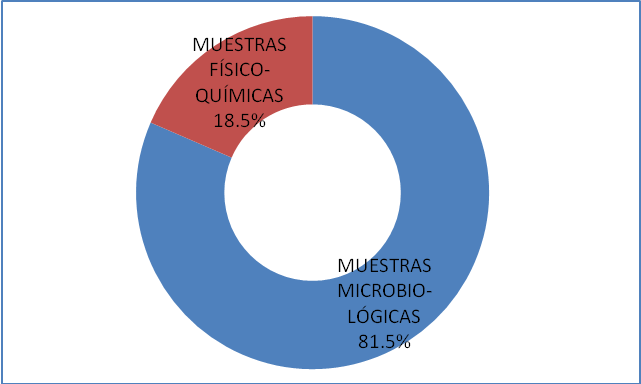 MUESTRAS
FÍSICO-
QUÍMICAS
18.5%
MUESTRAS
MICROBIO-
LÓGICAS
81.5%